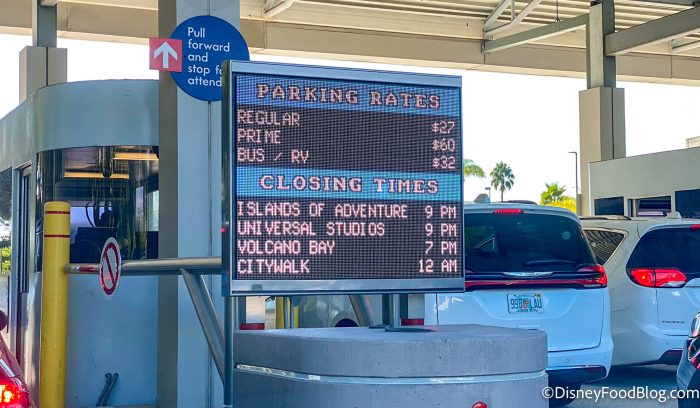 Pull
forward and
stop f
attend
PARKING RATES
REGULAR $27
PRIME $60
BUS / RV $32
CLOSING TIMES
ISLANDS OF ADVENTURE 9 PM
UNIVERSAL STUDIOS 9 PM
VOLCANO BAY 7 PM
CITYWALK 12 AM
©DisneyFoodBlog.com